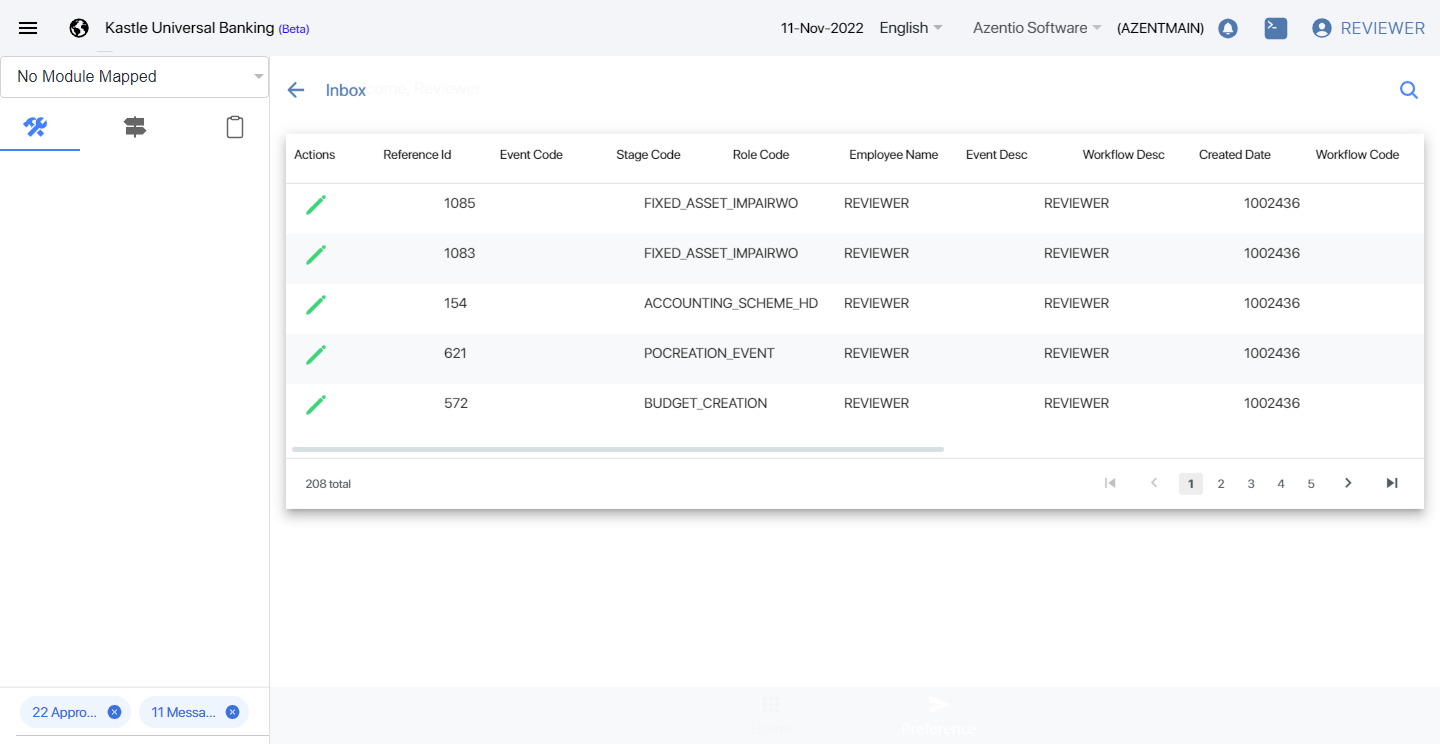 Kastle Universal Banking (Beta) 11-Nov-2022 English Azentio Software (AZENTMAIN) REVIEWER
No Module Mapped
Inbox come, Reviewer
Actions Reference Id Event Code Stage Code Role Code Employee Name Event Desc Workflow Desc Created Date Workflow Code
1085 FIXED_ASSET_IMPAIRWO REVIEWER REVIEWER 1002436
1083 FIXED_ASSET_IMPAIRWO REVIEWER REVIEWER 1002436
154 ACCOUNTING_SCHEME_HD REVIEWER REVIEWER 1002436
621 POCREATION_EVENT REVIEWER REVIEWER 1002436
572 BUDGET_CREATION REVIEWER REVIEWER 1002436
208 total 1 2 3 4 5
22 Appro... 11 Messa...
Preference